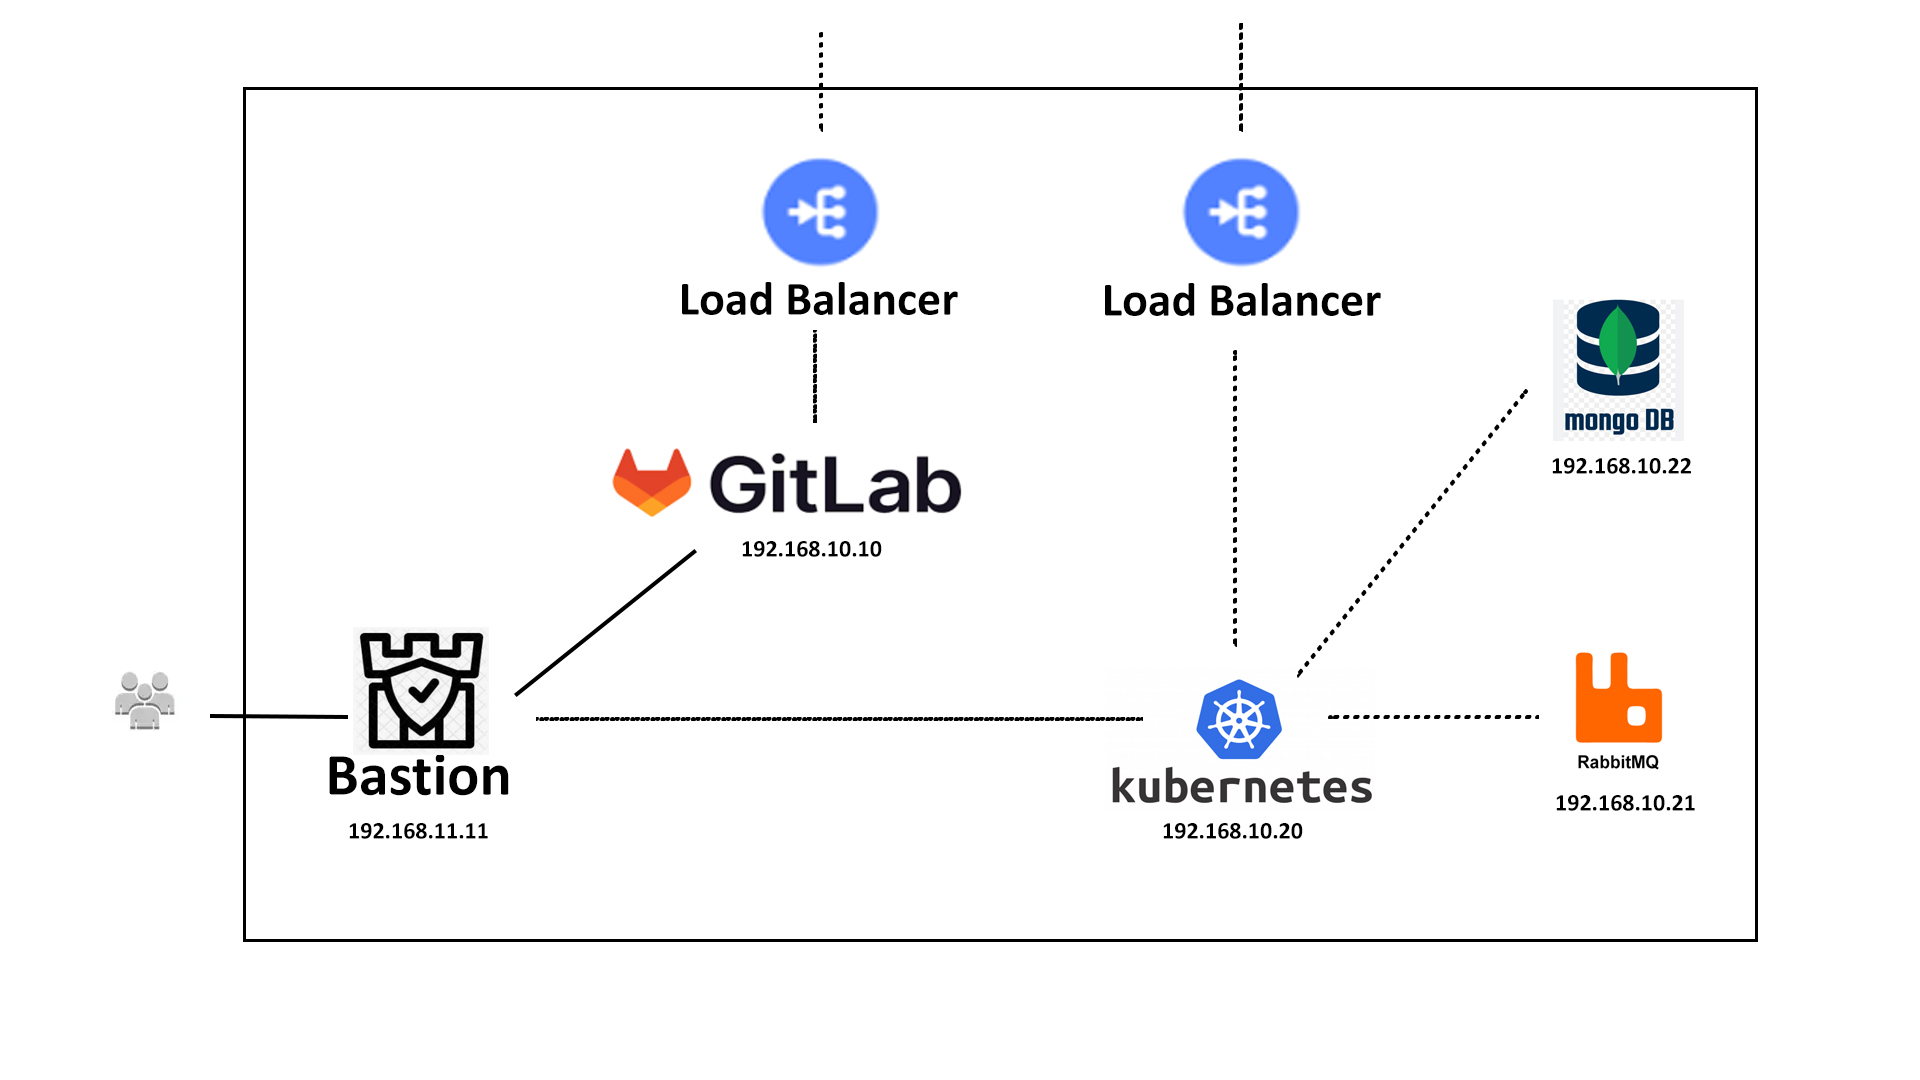 Load Balancer
Load Balancer
mongo DB
192.168.10.22
GitLab
192.168.10.10
Bastion
192.168.11.11
kubernetes
192.168.10.20
RabbitMQ
192.168.10.21